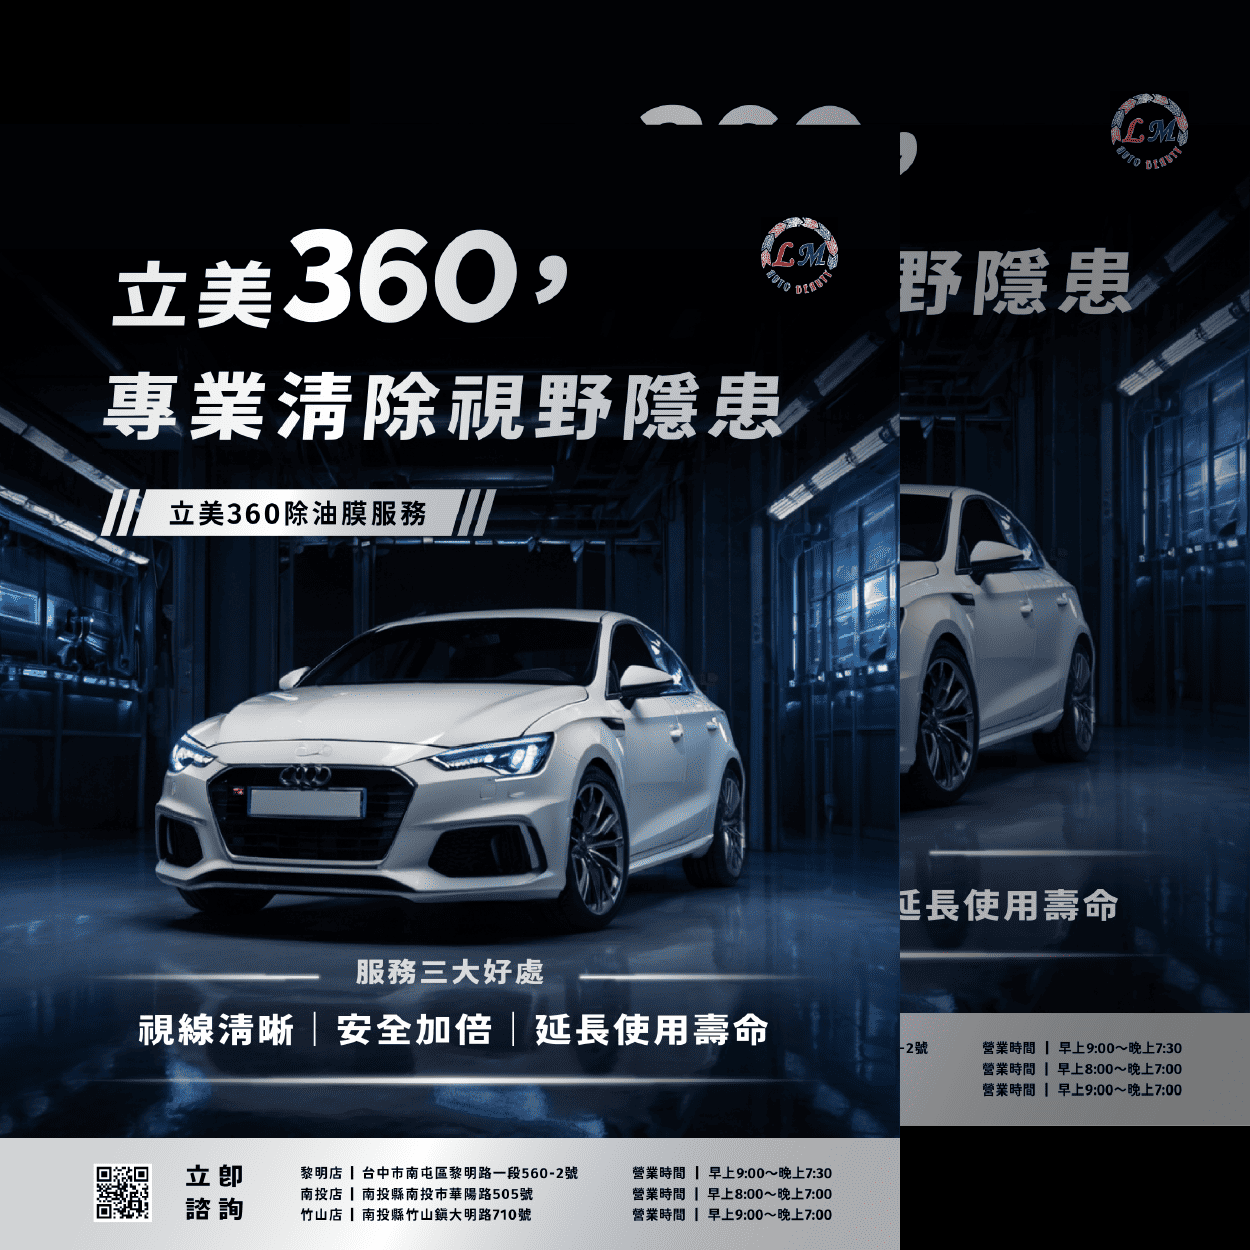 LM
AUTO BEAUTY
立美360，
LM
AUTO BEAUTY
專業清除視野隱患
野隱患
立美360除油膜服務
服務三大好處
視線清晰｜安全加倍｜延長使用壽命
延長使用壽命
立即
諮詢
黎明店 | 台中市南屯區黎明路一段560-2號 營業時間 | 早上9:00～晚上7:30
南投店 | 南投縣南投市華陽路505號 營業時間 | 早上8:00～晚上7:00
竹山店 | 南投縣竹山鎮大明路710號 營業時間 | 早上9:00～晚上7:00
-2號 營業時間 | 早上9:00～晚上7:30
營業時間 | 早上8:00～晚上7:00
營業時間 | 早上9:00～晚上7:00